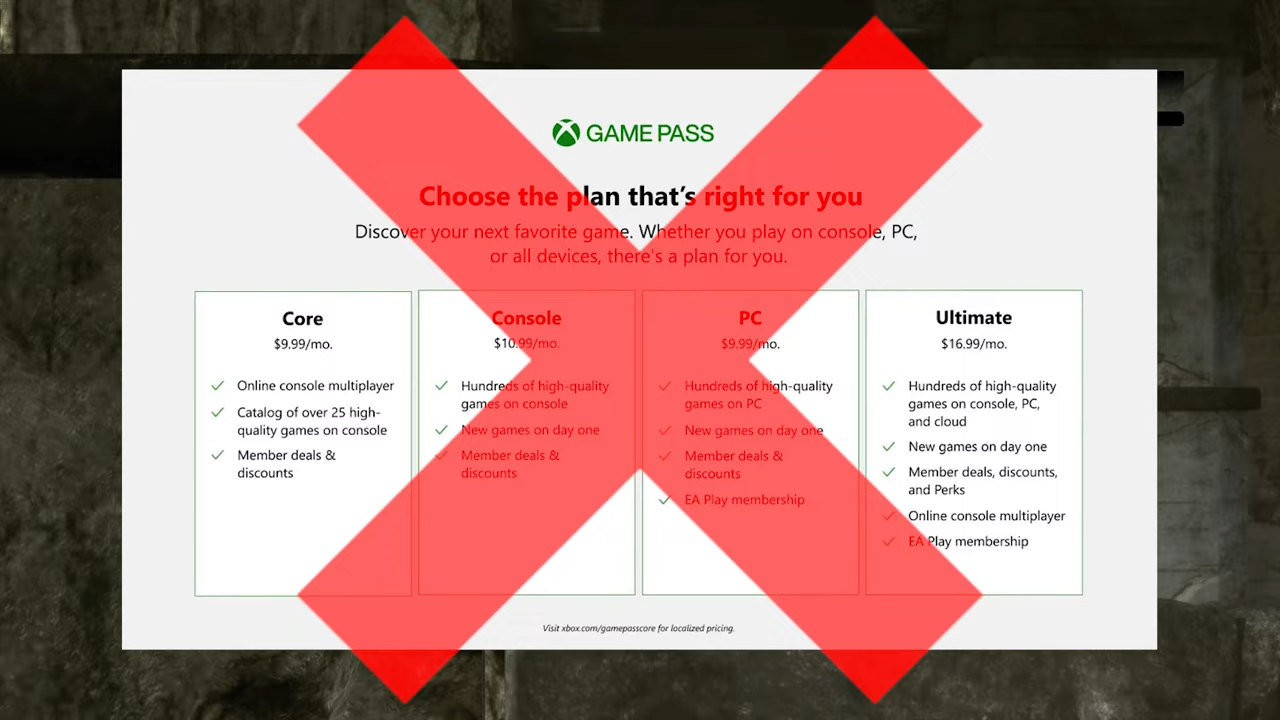 GAME PASS
Choose the plan that's right for you
Discover your next favorite game. Whether you play on console, PC,
or all devices, there's a plan for you.
Core
$9.99/mo.
Online console multiplayer
Catalog of over 25 high-
quality games on console
Member deals &
discounts
Console
$10.99/mo.
Hundreds of high-quality
games on console
New games on day one
Member deals &
discounts
PC
$9.99/mo.
Hundreds of high-quality
games on PC
New games on day one
Member deals &
discounts
EA Play membership
Ultimate
$16.99/mo.
Hundreds of high-quality
games on console, PC,
and cloud
New games on day one
Member deals, discounts,
and Perks
Online console multiplayer
EA Play membership
Visit xbox.com/gamepasscore for localized pricing.